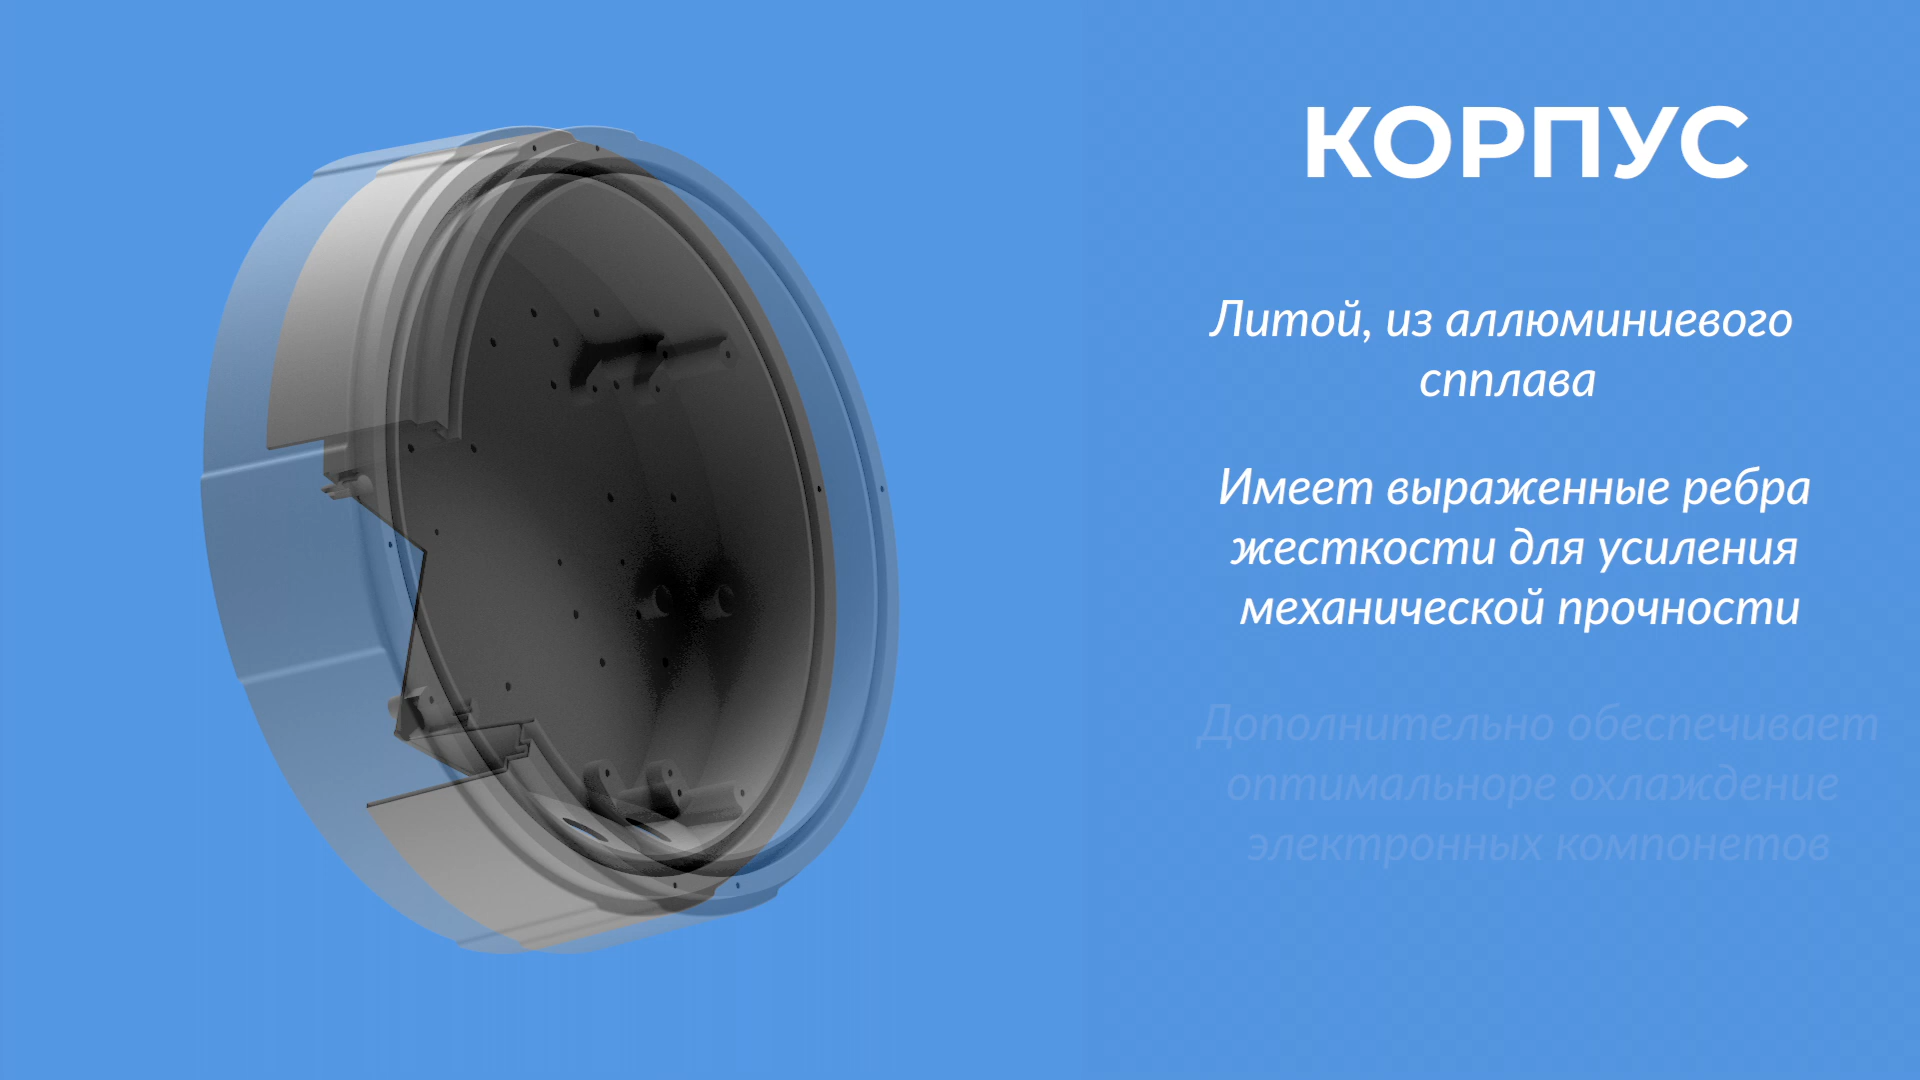 КОРПУС
Литой, из аллюминиевого
спплава
Имеет выраженные ребра
жесткости для усиления
механической прочности
Дополнительно обеспечивает
оптимальноре охлаждение
электронных компонетов